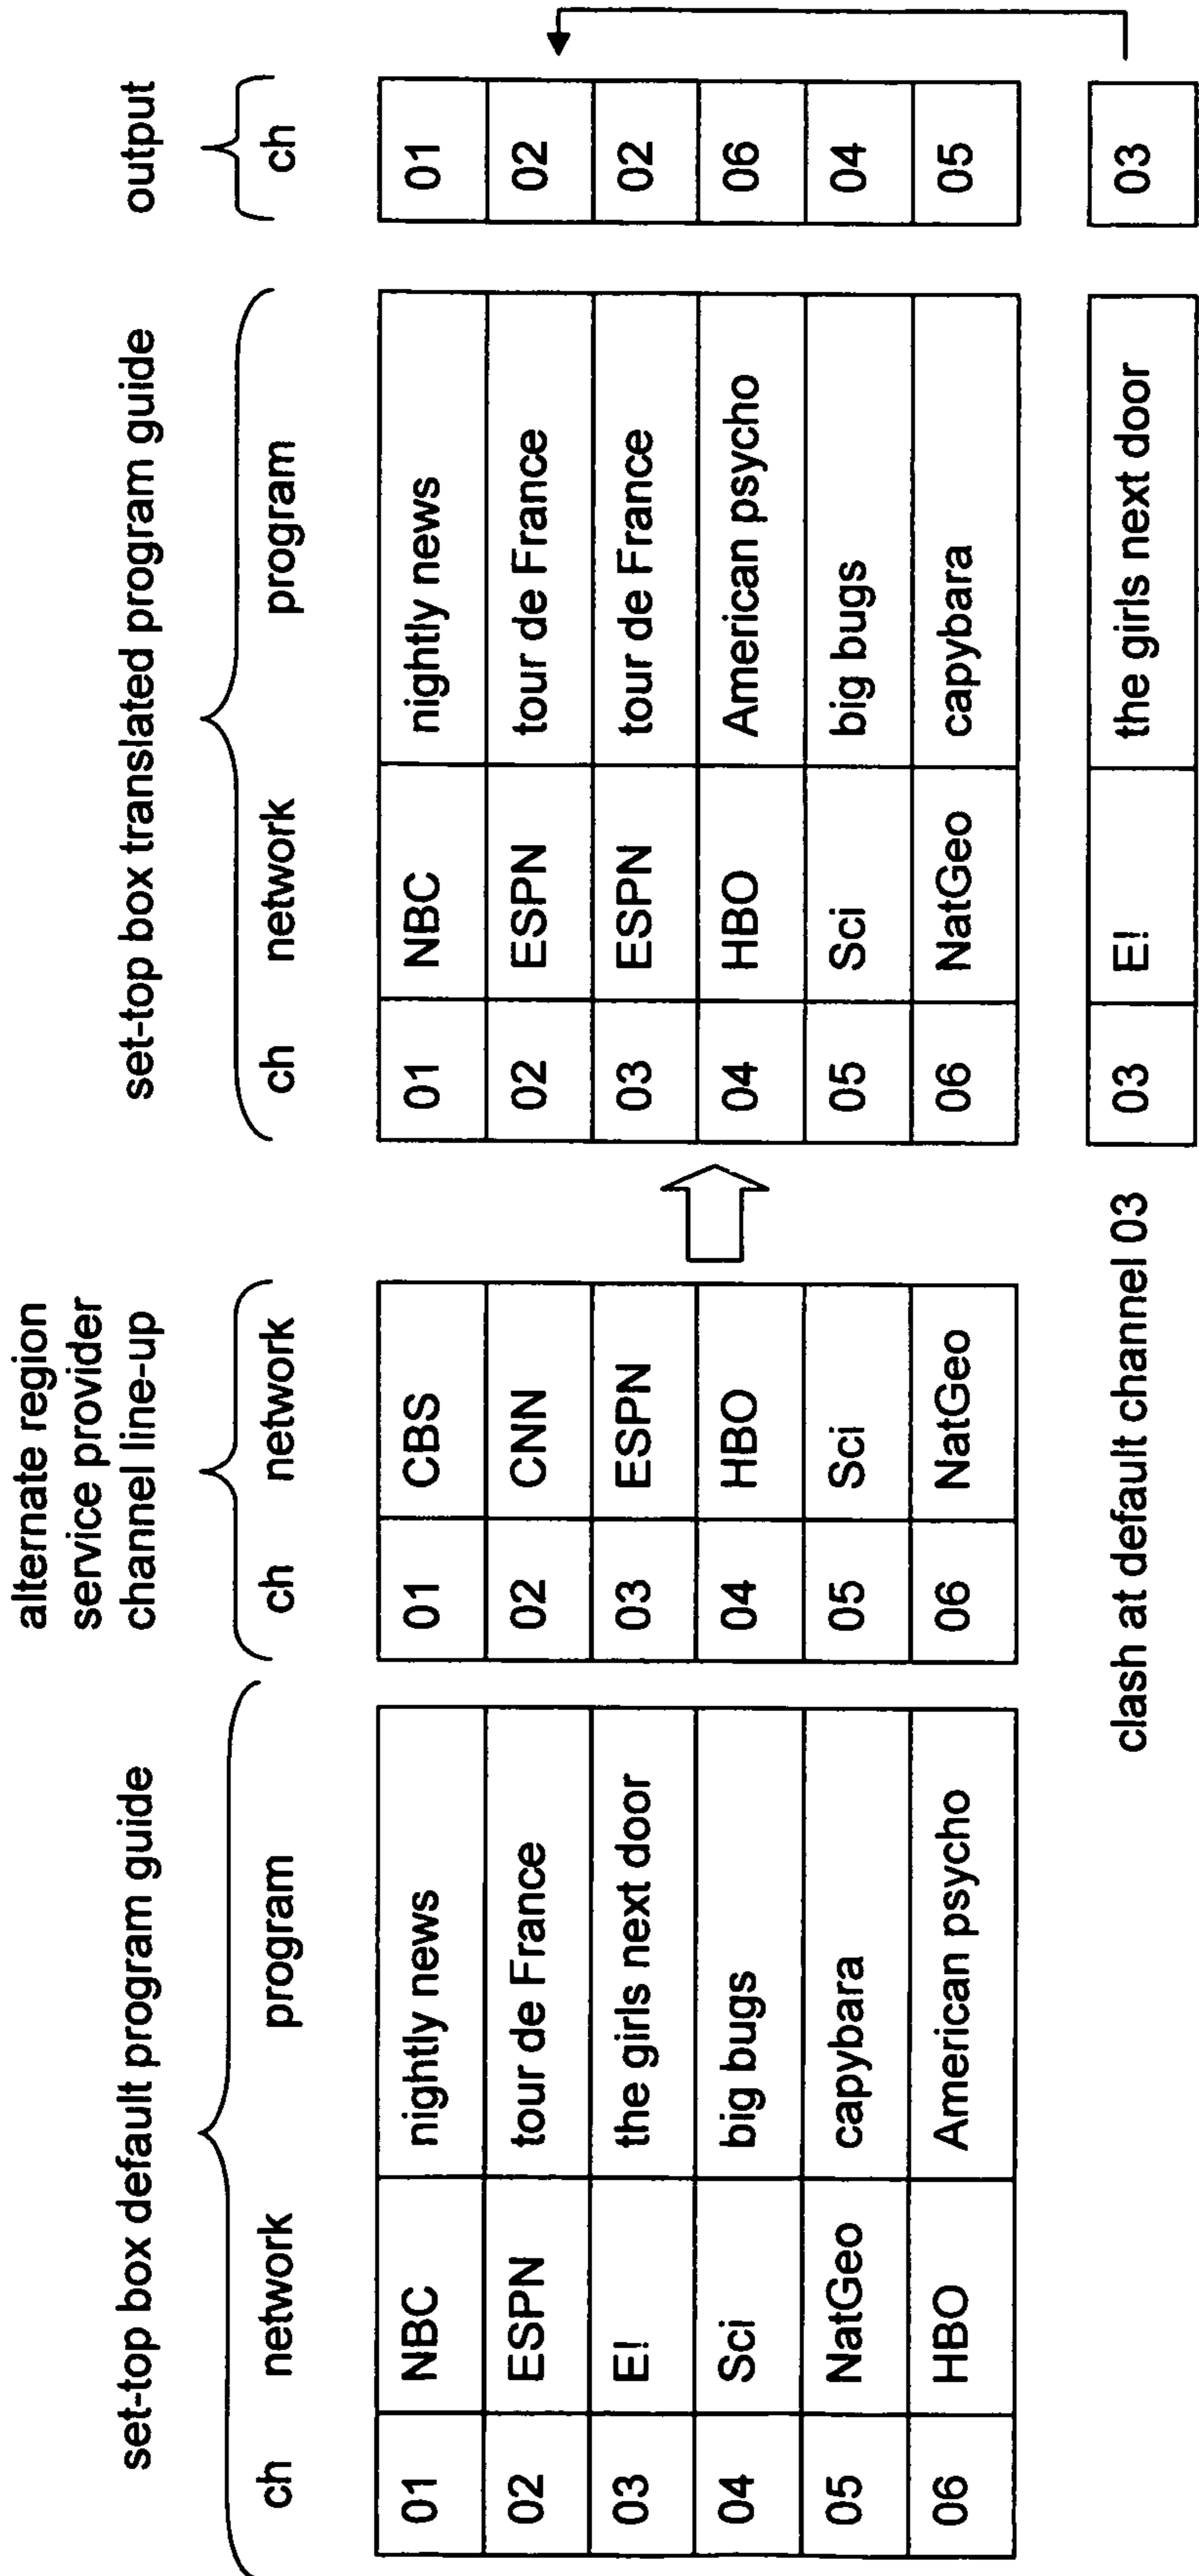 set-top box default program guide
ch network program
01 NBC nightly news
02 ESPN tour de France
03 E! the girls next door
04 Sci big bugs
05 NatGeo capybara
06 HBO American psycho
alternate region
service provider
channel line-up
ch network
01 CBS
02 CNN
03 ESPN
04 HBO
05 Sci
06 NatGeo
set-top box translated program guide
ch network program
01 NBC nightly news
02 ESPN tour de France
03 ESPN tour de France
04 HBO American psycho
05 Sci big bugs
06 NatGeo capybara
output
ch
01
02
02
06
04
05
clash at default channel 03
03 E! the girls next door
03